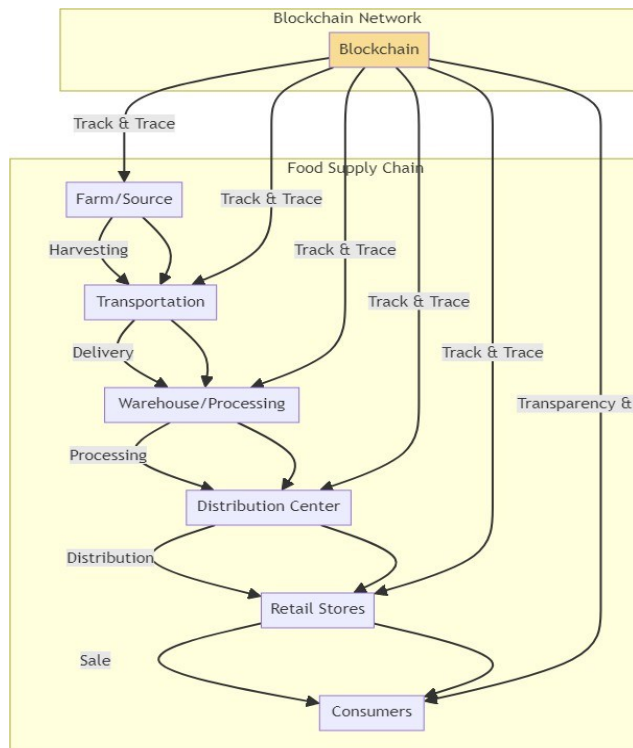 Blockchain Network
Blockchain
Track & Trace
Food Supply Chain
Farm/Source
Track & Trace
Harvesting
Track & Trace
Transportation
Track & Trace
Delivery
Track & Trace
Warehouse/Processing
Transparency &
Processing
Distribution Center
Distribution
Retail Stores
Sale
Consumers